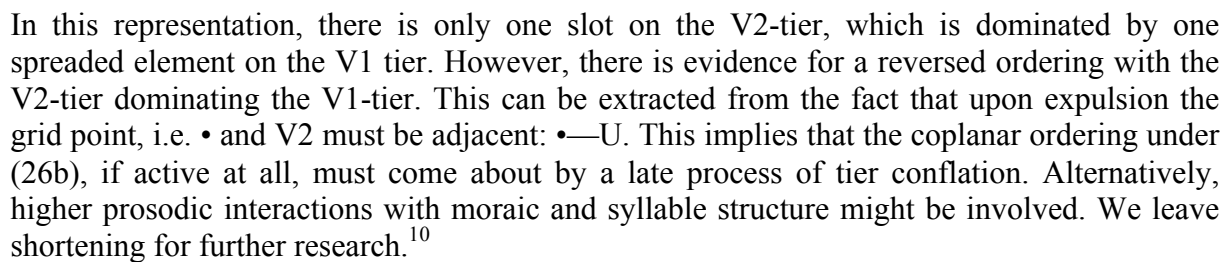 In this representation, there is only one slot on the V2-tier, which is dominated by one
spreaded element on the V1 tier. However, there is evidence for a reversed ordering with the
V2-tier dominating the V1-tier. This can be extracted from the fact that upon expulsion the
grid point, i.e. • and V2 must be adjacent: •—U. This implies that the coplanar ordering under
(26b), if active at all, must come about by a late process of tier conflation. Alternatively,
higher prosodic interactions with moraic and syllable structure might be involved. We leave
shortening for further research.10